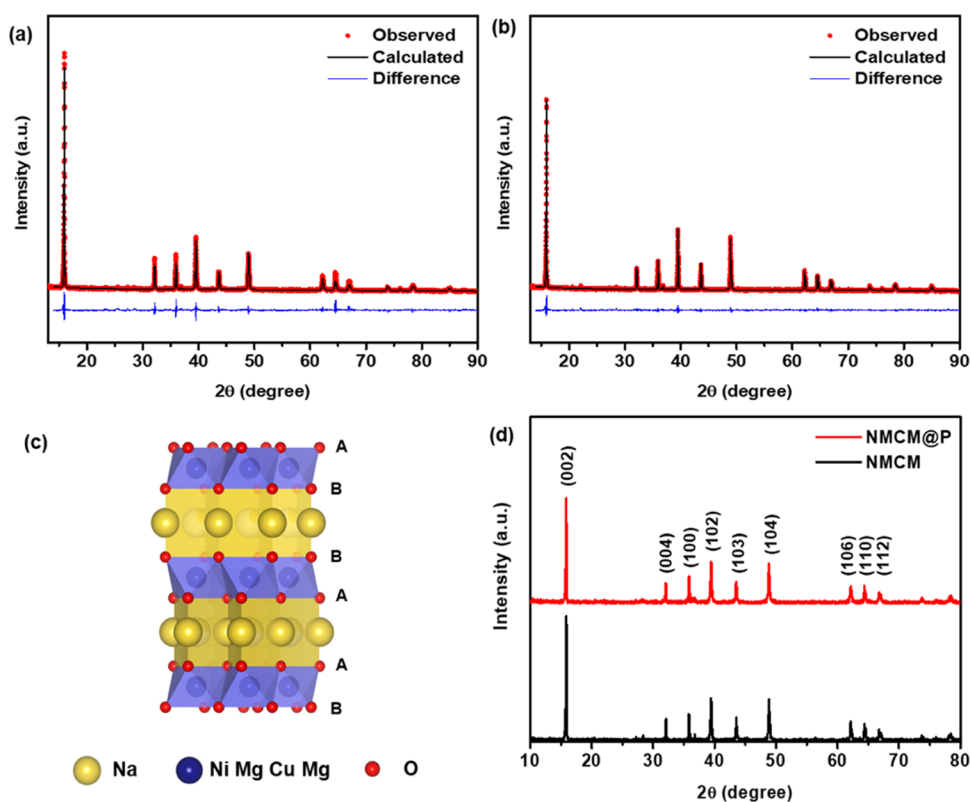 (a)
Observed
Calculated
Difference
Intensity (a.u.)
20 30 40 50 60 70 80 90
2θ (degree)
(b)
Observed
Calculated
Difference
Intensity (a.u.)
20 30 40 50 60 70 80 90
2θ (degree)
(c)
A
B
B
A
A
B
Na
Ni Mg Cu Mg
O
(d)
NMCM@P
NMCM
Intensity (a.u.)
(002)
(004)
(100)
(102)
(103)
(104)
(106)
(110)
(112)
10 20 30 40 50 60 70 80
2θ (degree)